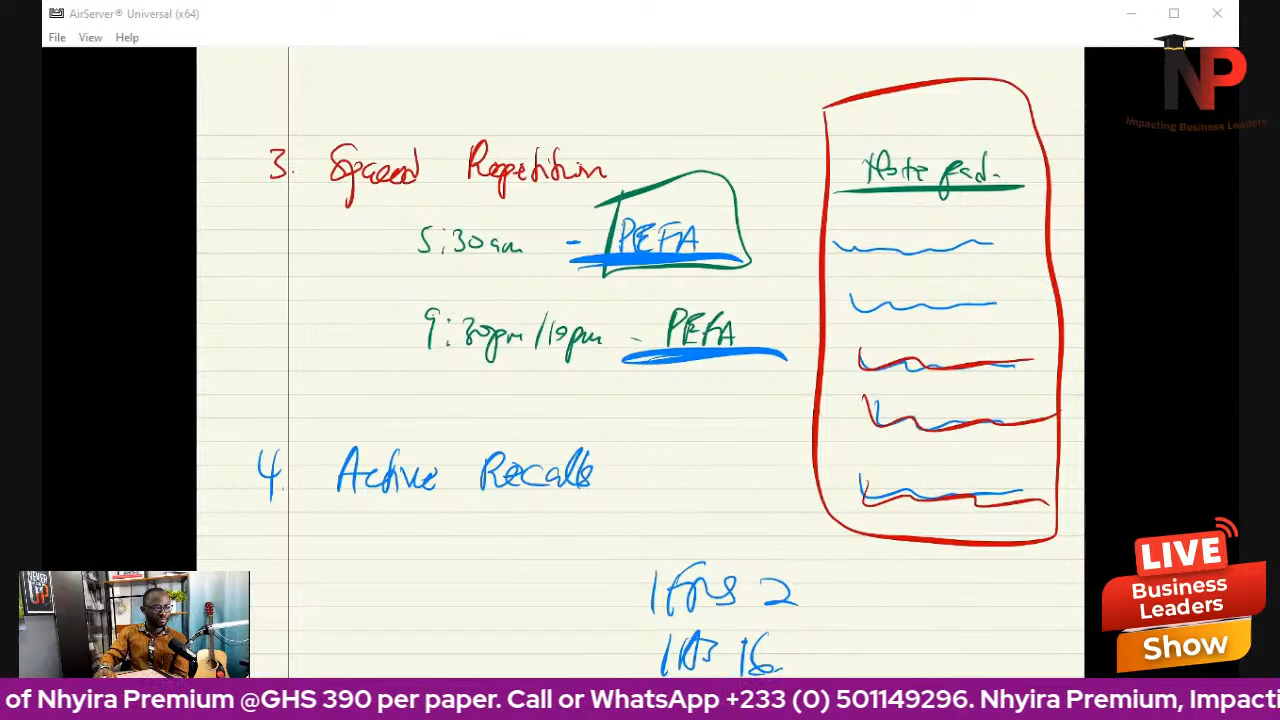 AirServer® Universal (x64)
File View Help
NP
Impacting Business Leaders
3. Spaced Repetition
5:30am - PEFA
9:30pm/10pm - PEFA
Note pad.
4. Active Recalls
IFRS 2
IAS 16
LIVE
Business
Leaders
Show
of Nhyira Premium @GHS 390 per paper. Call or WhatsApp +233 (0) 501149296. Nhyira Premium, Impacti